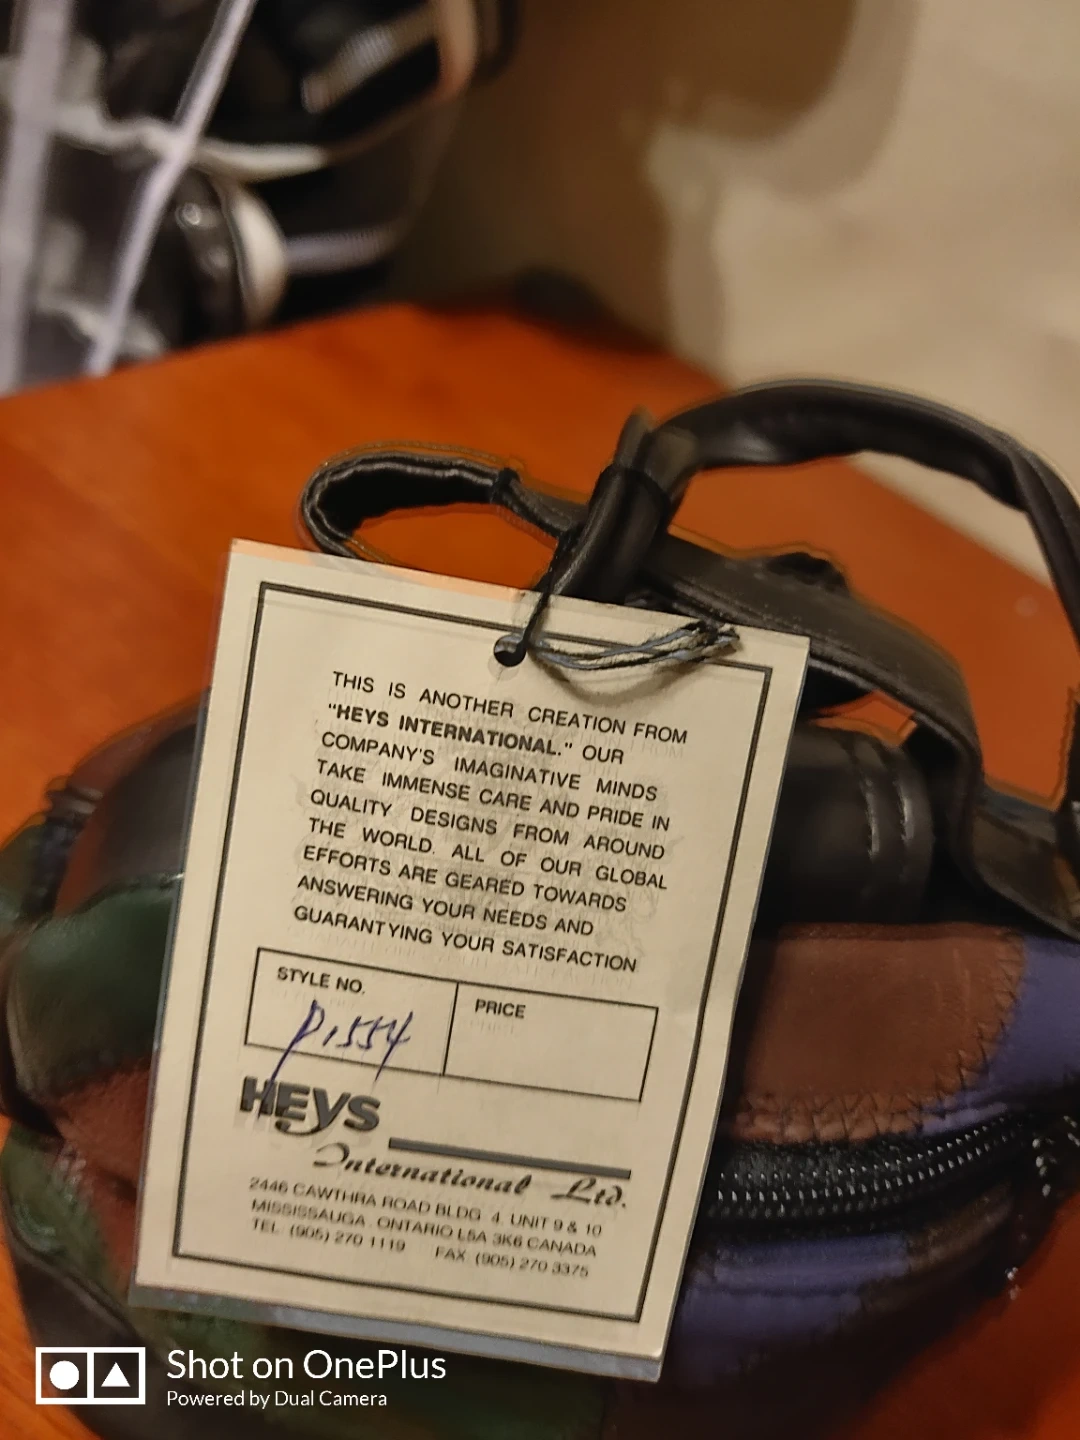 THIS IS ANOTHER CREATION FROM
"HEYS INTERNATIONAL." OUR
COMPANY'S IMAGINATIVE MINDS
TAKE IMMENSE CARE AND PRIDE IN
QUALITY DESIGNS FROM AROUND
THE WORLD. ALL OF OUR GLOBAL
EFFORTS ARE GEARED TOWARDS
ANSWERING YOUR NEEDS AND
GUARANTYING YOUR SATISFACTION
STYLE NO. PRICE
P1554
HEYS
International Ltd.
2446 CAWTHRA ROAD BLDG 4 UNIT 9 & 10
MISSISSAUGA . ONTARIO L5A 3K6 CANADA
TEL. (905) 270 1119 FAX (905) 270 3375
Shot on OnePlus
Powered by Dual Camera